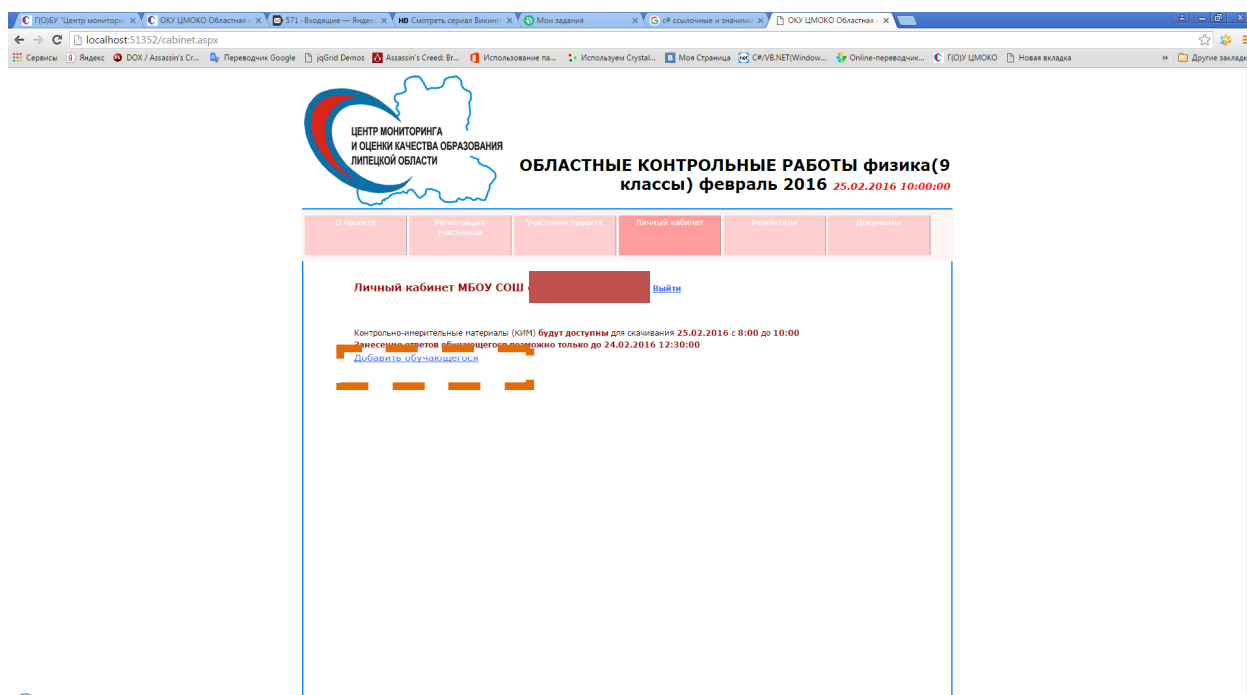 Г(О)БУ "Центр монитори
ОКУ ЦМОКО Областная
571 · Входящие — Яндек
HD Смотреть сериал Викинги
Мои задания
с# ссылочные и значимы
ОКУ ЦМОКО Областная
localhost:51352/cabinet.aspx
Сервисы
Яндекс
DOX / Assassin's Cr...
Переводчик Google
jqGrid Demos
Assassin's Creed: Br...
Использование па...
Используем Crystal...
Моя Страница
C#/VB.NET(Window...
Online-переводчик...
Г(О)У ЦМОКО
Новая вкладка
»
Другие закладк
ЦЕНТР МОНИТОРИНГА
И ОЦЕНКИ КАЧЕСТВА ОБРАЗОВАНИЯ
ЛИПЕЦКОЙ ОБЛАСТИ
ОБЛАСТНЫЕ КОНТРОЛЬНЫЕ РАБОТЫ физика(9
классы) февраль 2016 25.02.2016 10:00:00
О проекте
Регистрация
участников
Участники проекта
Личный кабинет
Результаты
Документы
Личный кабинет МБОУ СОШ
Выйти
Контрольно-имерительные материалы (КИМ) будут доступны для скачивания 25.02.2016 с 8:00 до 10:00
Занесение ответов обучающегося возможно только до 24.02.2016 12:30:00
Добавить обучающегося